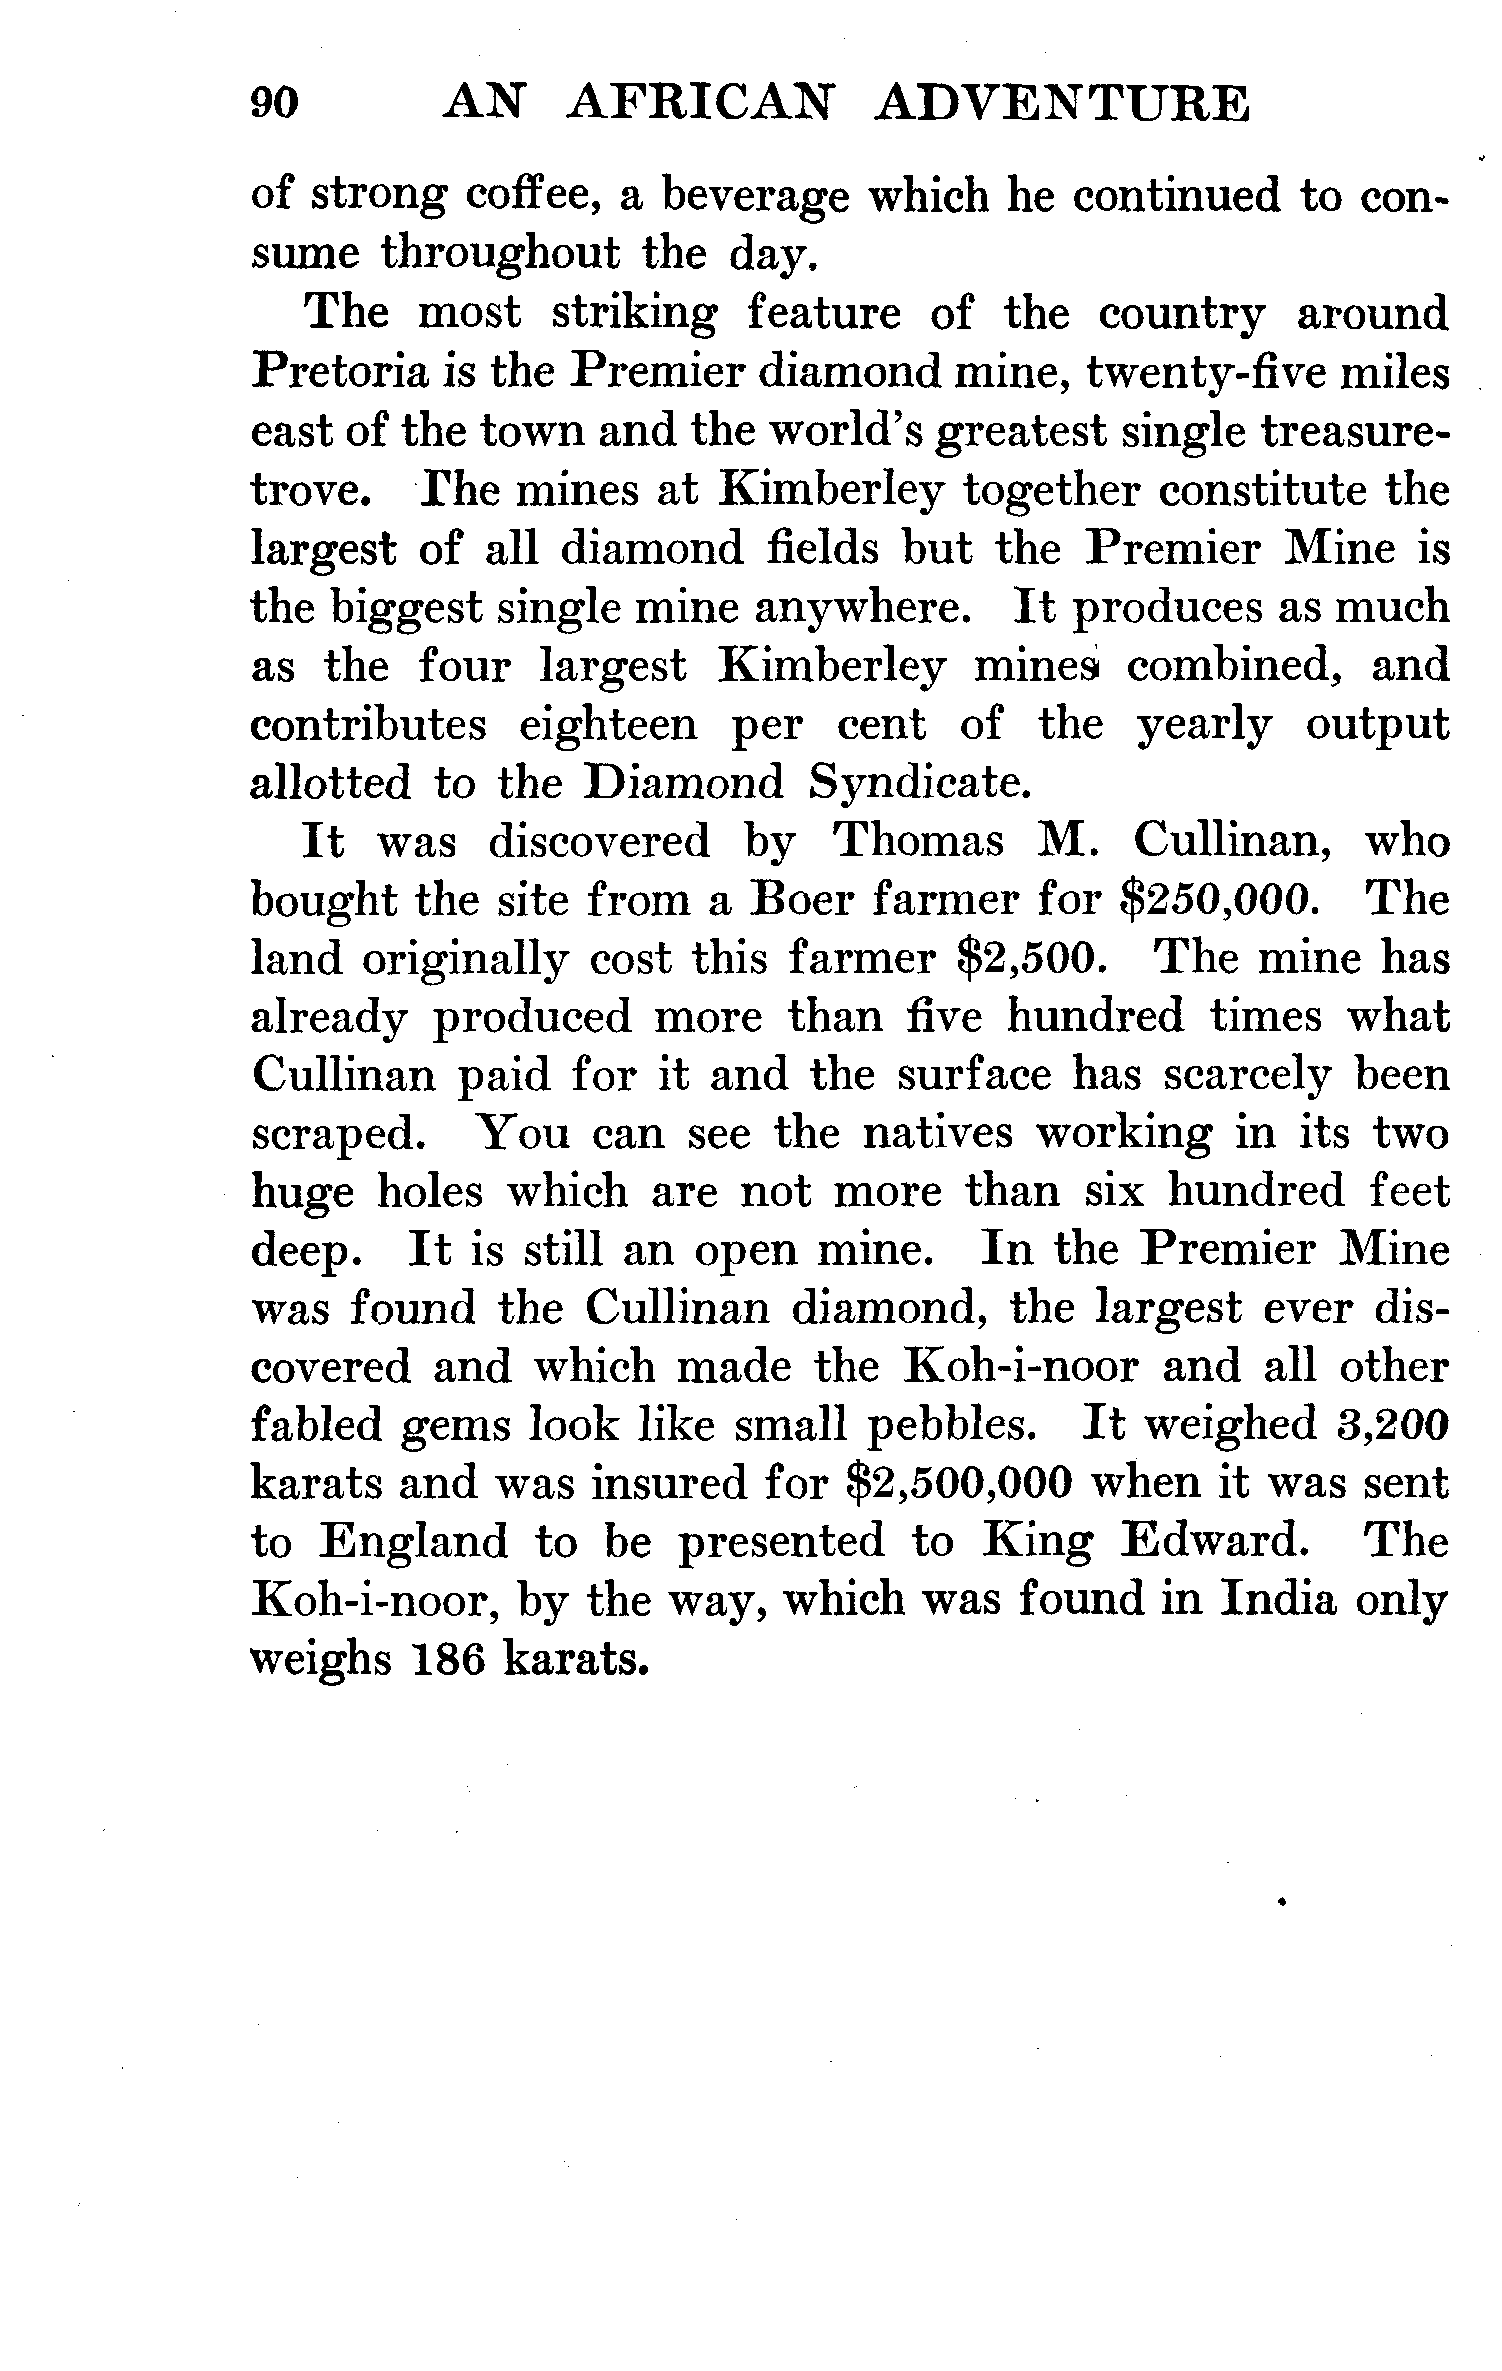 90 AN AFRICAN ADVENTURE
of strong coffee, a beverage which he continued to con-
sume throughout the day.
The most striking feature of the country around
Pretoria is the Premier diamond mine, twenty-five miles
east of the town and the world's greatest single treasure-
trove. The mines at Kimberley together constitute the
largest of all diamond fields but the Premier Mine is
the biggest single mine anywhere. It produces as much
as the four largest Kimberley mines combined, and
contributes eighteen per cent of the yearly output
allotted to the Diamond Syndicate.
It was discovered by Thomas M. Cullinan, who
bought the site from a Boer farmer for $250,000. The
land originally cost this farmer $2,500. The mine has
already produced more than five hundred times what
Cullinan paid for it and the surface has scarcely been
scraped. You can see the natives working in its two
huge holes which are not more than six hundred feet
deep. It is still an open mine. In the Premier Mine
was found the Cullinan diamond, the largest ever dis-
covered and which made the Koh-i-noor and all other
fabled gems look like small pebbles. It weighed 3,200
karats and was insured for $2,500,000 when it was sent
to England to be presented to King Edward. The
Koh-i-noor, by the way, which was found in India only
weighs 186 karats.